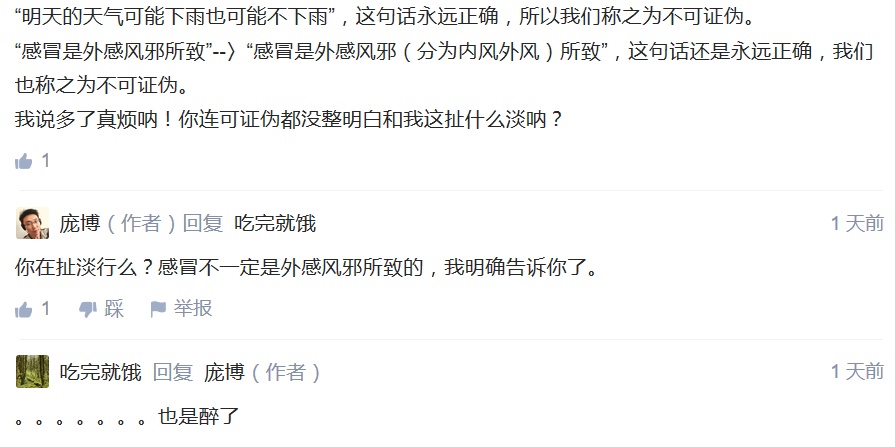 “明天的天气可能下雨也可能不下雨”，这句话永远正确，所以我们称之为不可证伪。
“感冒是外感风邪所致”--〉“感冒是外感风邪（分为内风外风）所致”，这句话还是永远正确，我们
也称之为不可证伪。
我说多了真烦呐！你连可证伪都没整明白和我这扯什么淡呐？
1
庞博（作者）回复 吃完就饿 1 天前
你在扯淡行么？感冒不一定是外感风邪所致的，我明确告诉你了。
1 踩 举报
吃完就饿 回复 庞博（作者） 1 天前
。。。。。。。也是醉了